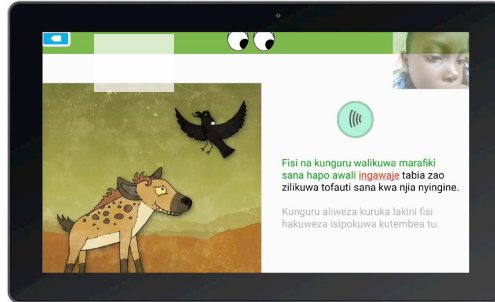 Fisi na kunguru walikuwa marafiki
sana hapo awali ingawaje tabia zao
zilikuwa tofauti sana kwa njia nyingine.
Kunguru aliweza kuruka lakini fisi
hakuweza isipokuwa kutembea tu.